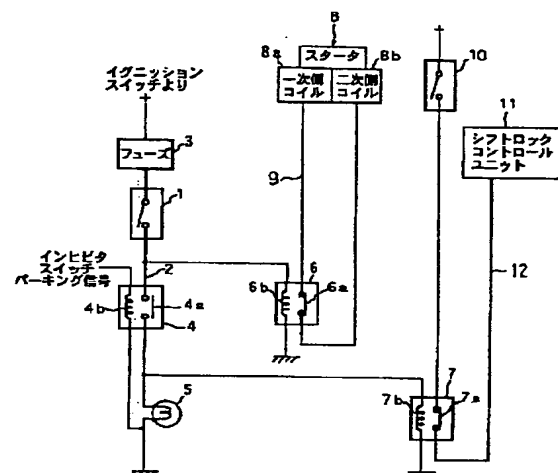 イグニッション
スイッチより
フューズ
3
1
インヒビタ
スイッチ
パーキング信号
2
4a
4b
4
5
8
スタータ
8a
8b
一次側
コイル
二次側
コイル
9
6
6b
6a
10
11
シフトロック
コントロール
ユニット
12
7
7b
7a